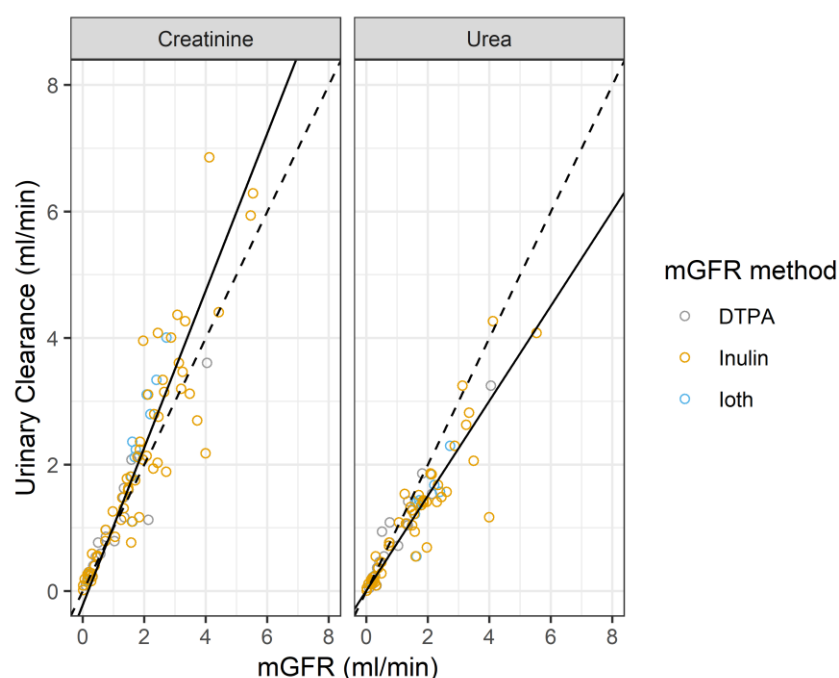 Creatinine
Urea
8
6
4
2
0
Urinary Clearance (ml/min)
0 2 4 6 8
0 2 4 6 8
mGFR (ml/min)
mGFR method
DTPA
Inulin
Ioth